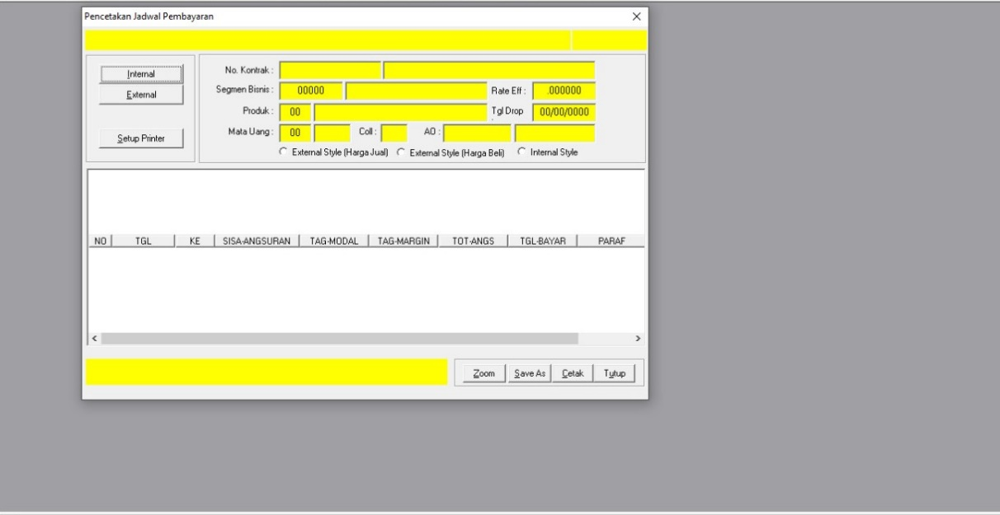 Pencetakan Jadwal Pembayaran
Internal
External
Setup Printer
No. Kontrak :
Segmen Bisnis : 00000 Rate Eff : .000000
Produk : 00 Tgl Drop 00/00/0000
Mata Uang : 00 Coll : AO :
External Style (Harga Jual) External Style (Harga Beli) Internal Style
NO TGL KE SISA-ANGSURAN TAG-MODAL TAG-MARGIN TOT-ANGS TGL-BAYAR PARAF
Zoom Save As Cetak Tutup